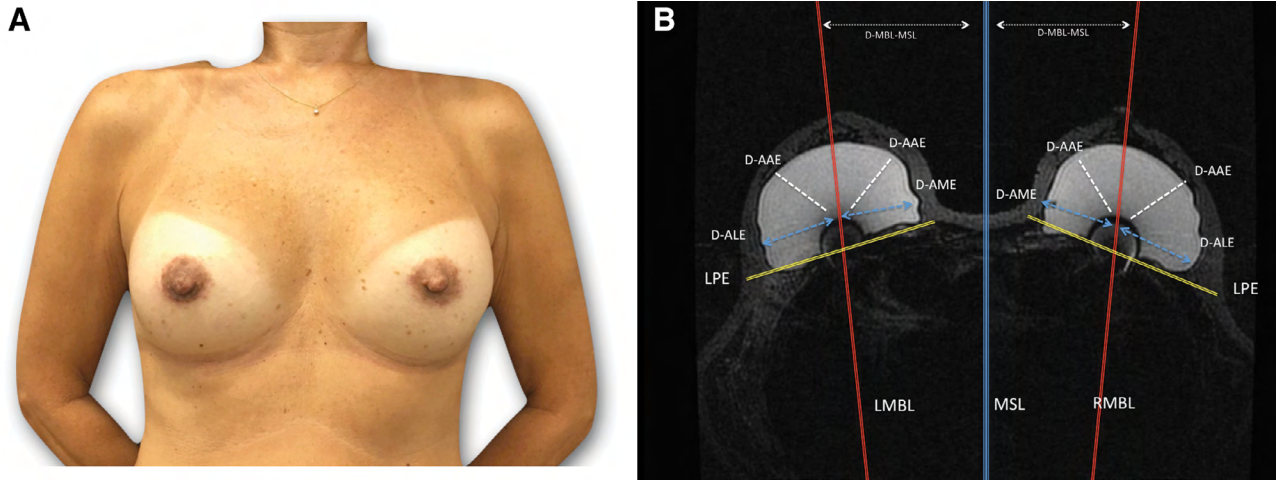 A
B
D-MBL-MSL
D-MBL-MSL
D-AAE
D-AAE
D-AAE
D-AAE
D-AME
D-AME
D-ALE
D-ALE
LPE
LPE
LMBL
MSL
RMBL